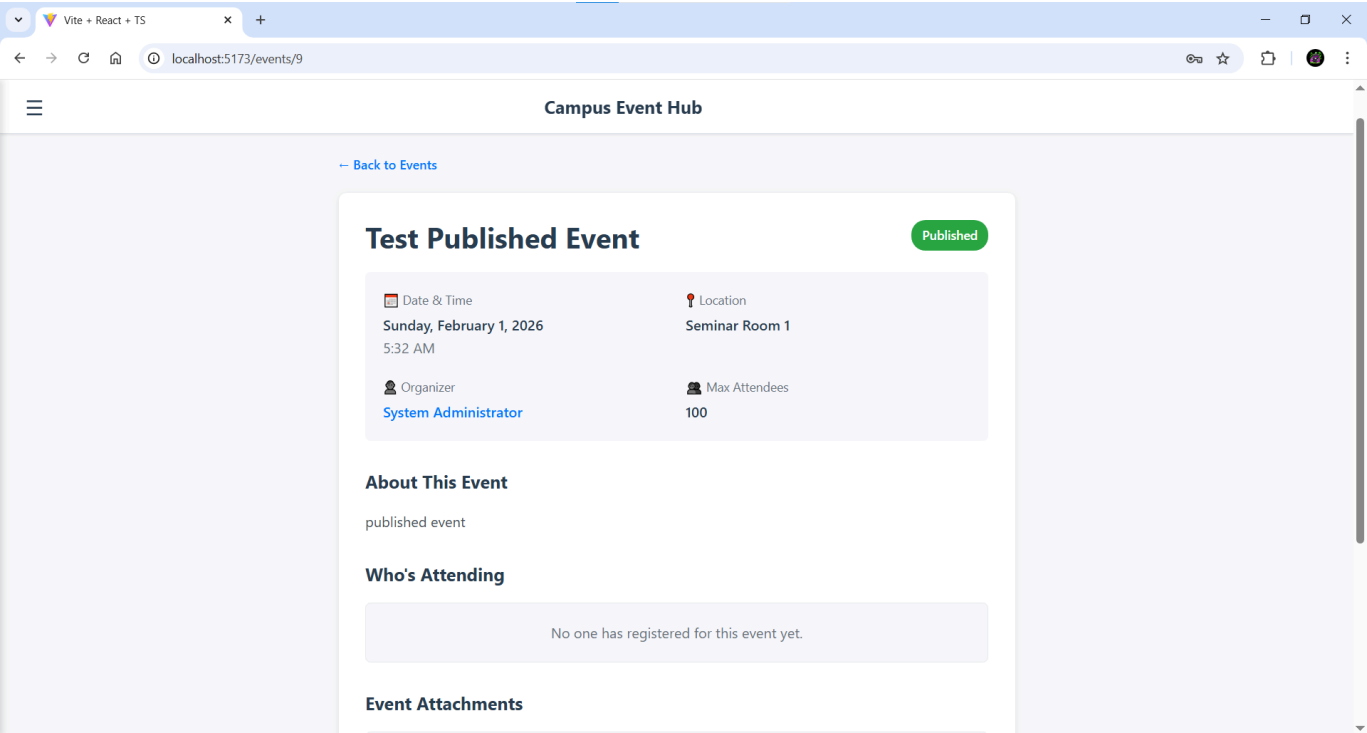 Vite + React + TS
localhost:5173/events/9
Campus Event Hub
← Back to Events
Test Published Event
Published
Date & Time
Sunday, February 1, 2026
5:32 AM
Location
Seminar Room 1
Organizer
System Administrator
Max Attendees
100
About This Event
published event
Who's Attending
No one has registered for this event yet.
Event Attachments